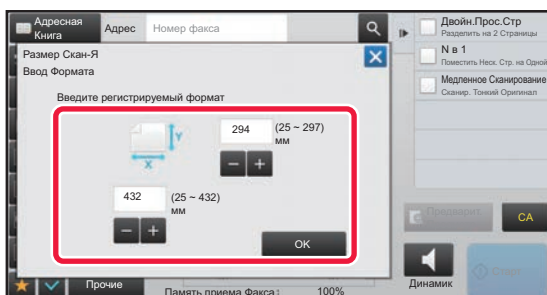 Адресная
Книга
Адрес
Номер факса
Двойн.Прос.Стр
Разделить на 2 Страницы
Размер Скан-Я
Ввод Формата
N в 1
Поместить Неск. Стр. на Одной
Введите регистрируемый формат
Медленное Сканирование
Сканир. Тонкий Оригинал
Y
X
294 (25 ~ 297)
мм
432 (25 ~ 432)
мм
OK
Предварит.
CA
Прочие
Память приема Факса: 100%
Динамик
Старт